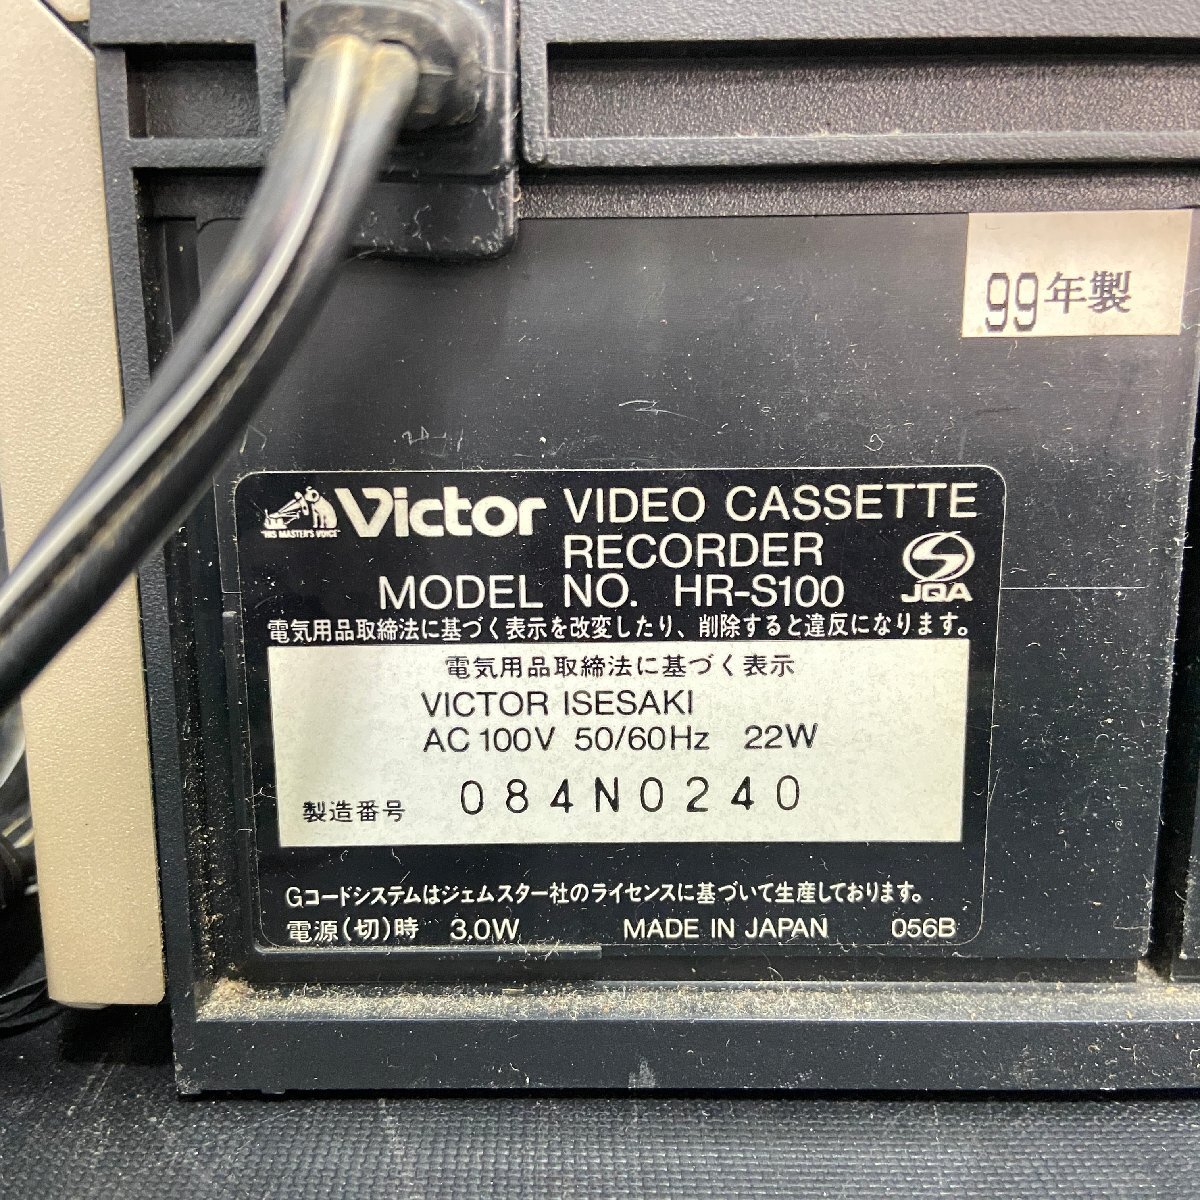 99年製
"HIS MASTER'S VOICE"
Victor VIDEO CASSETTE
RECORDER
MODEL NO. HR-S100
JQA
電気用品取締法に基づく表示を改変したり、削除すると違反になります。
電気用品取締法に基づく表示
VICTOR ISESAKI
AC 100V 50/60Hz 22W
製造番号 084N0240
Gコードシステムはジェムスター社のライセンスに基づいて生産しております。
電源(切)時 3.0W MADE IN JAPAN 056B